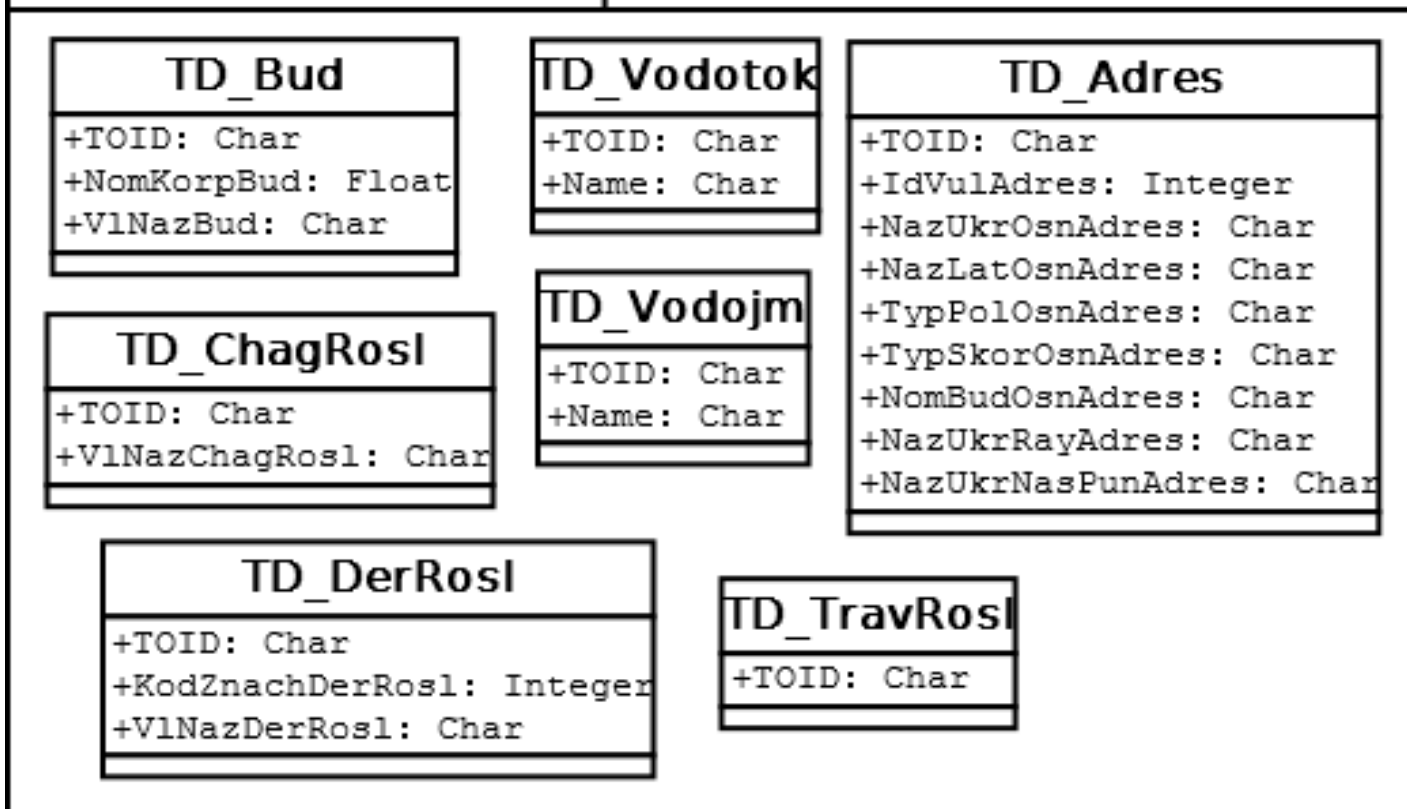 TD_Bud
+TOID: Char
+NomKorpBud: Float
+VlNazBud: Char
TD_Vodotok
+TOID: Char
+Name: Char
TD_Adres
+TOID: Char
+IdVulAdres: Integer
+NazUkrOsnAdres: Char
+NazLatOsnAdres: Char
+TypPolOsnAdres: Char
+TypSkorOsnAdres: Char
+NomBudOsnAdres: Char
+NazUkrRayAdres: Char
+NazUkrNasPunAdres: Char
TD_ChagRosl
+TOID: Char
+VlNazChagRosl: Char
TD_Vodojm
+TOID: Char
+Name: Char
TD_DerRosl
+TOID: Char
+KodZnachDerRosl: Integer
+VlNazDerRosl: Char
TD_TravRosl
+TOID: Char